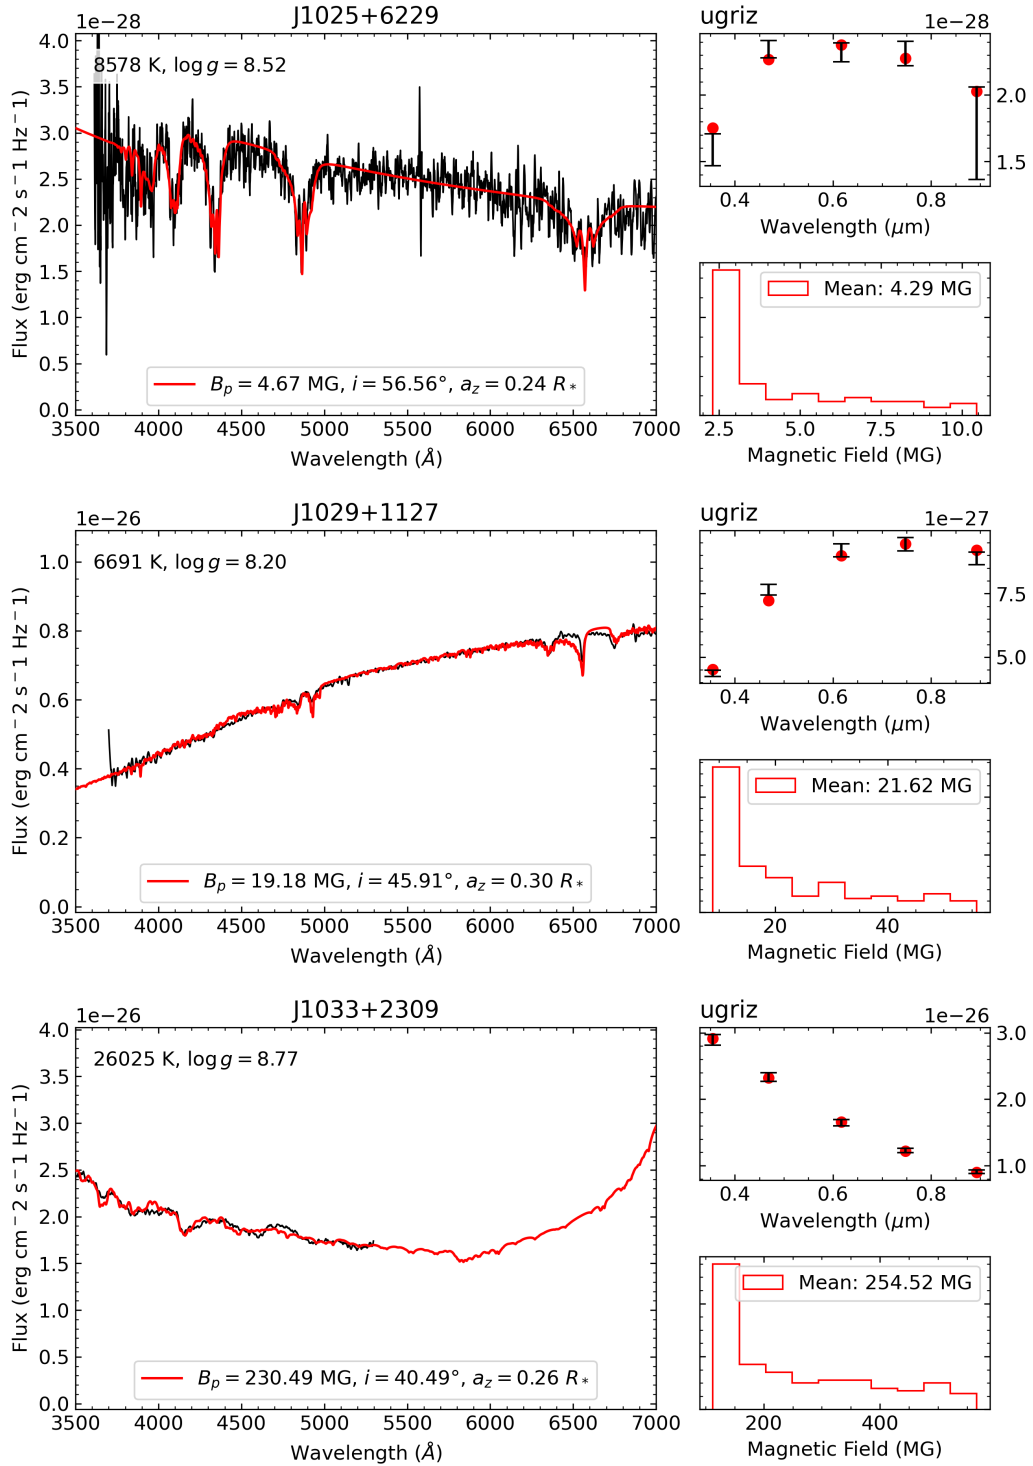 J1025+6229
1e−28
8578 K, log g = 8.52
Flux (erg cm−2 s−1 Hz−1)
4.0
3.5
3.0
2.5
2.0
1.5
1.0
0.5
0.0
B_p = 4.67 MG, i = 56.56°, a_z = 0.24 R_*
3500 4000 4500 5000 5500 6000 6500 7000
Wavelength (Å)
ugriz
1e−28
2.0
1.5
0.4 0.6 0.8
Wavelength (μm)
Mean: 4.29 MG
2.5 5.0 7.5 10.0
Magnetic Field (MG)
J1029+1127
1e−26
6691 K, log g = 8.20
Flux (erg cm−2 s−1 Hz−1)
1.0
0.8
0.6
0.4
0.2
0.0
B_p = 19.18 MG, i = 45.91°, a_z = 0.30 R_*
3500 4000 4500 5000 5500 6000 6500 7000
Wavelength (Å)
ugriz
1e−27
7.5
5.0
0.4 0.6 0.8
Wavelength (μm)
Mean: 21.62 MG
20 40
Magnetic Field (MG)
J1033+2309
1e−26
26025 K, log g = 8.77
Flux (erg cm−2 s−1 Hz−1)
4.0
3.5
3.0
2.5
2.0
1.5
1.0
0.5
0.0
B_p = 230.49 MG, i = 40.49°, a_z = 0.26 R_*
3500 4000 4500 5000 5500 6000 6500 7000
Wavelength (Å)
ugriz
1e−26
3.0
2.0
1.0
0.4 0.6 0.8
Wavelength (μm)
Mean: 254.52 MG
200 400
Magnetic Field (MG)